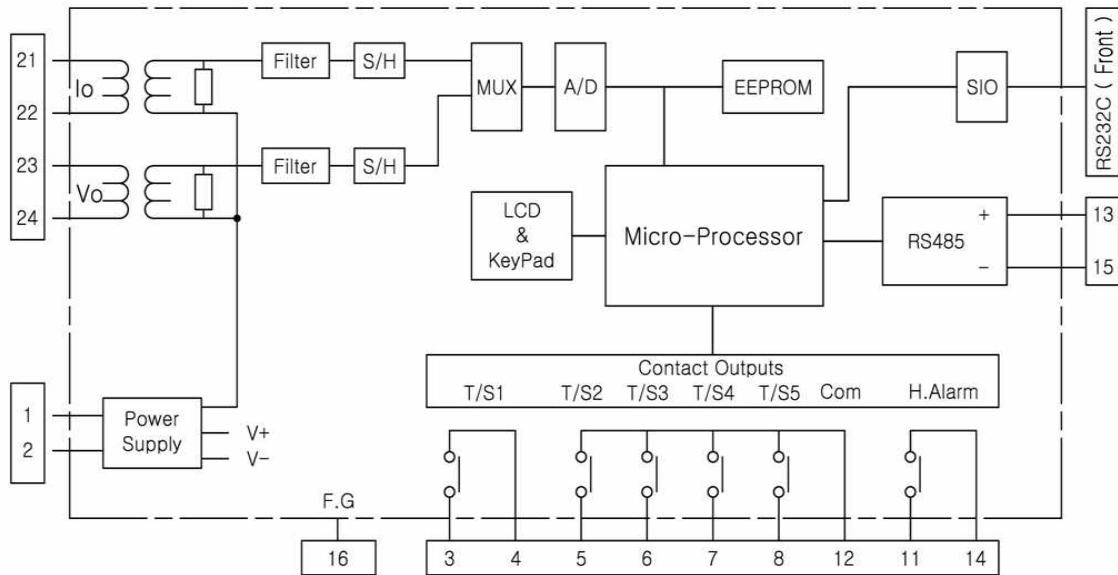 21
Io
22
23
Vo
24
Filter
S/H
Filter
S/H
MUX
A/D
EEPROM
SIO
RS232C ( Front )
LCD
&
KeyPad
Micro-Processor
RS485
+
-
13
15
Contact Outputs
T/S1 T/S2 T/S3 T/S4 T/S5 Com H.Alarm
1
2
Power
Supply
V+
V-
F.G
16
3 4 5 6 7 8 12 11 14